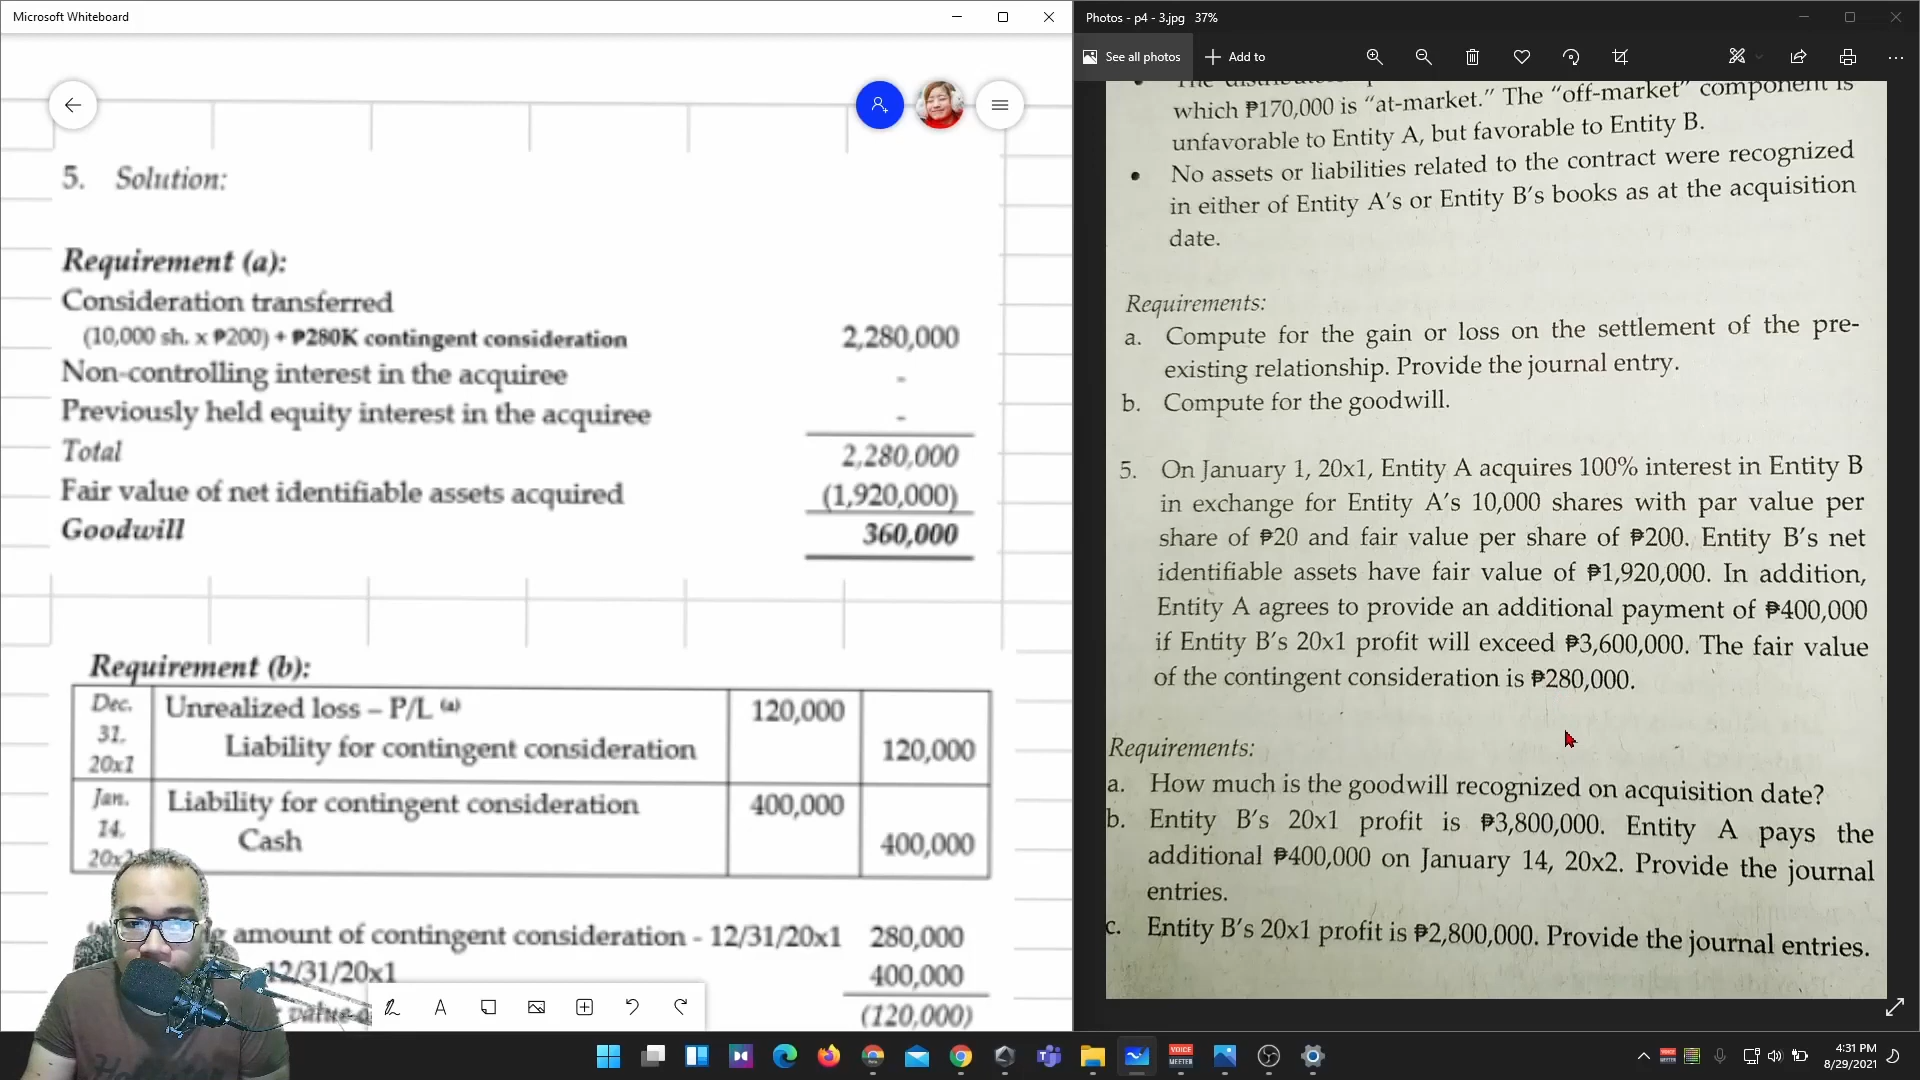 Microsoft Whiteboard
5. Solution:
Requirement (a):
Consideration transferred
(10,000 sh. x ₱200) + ₱280K contingent consideration 2,280,000
Non-controlling interest in the acquiree -
Previously held equity interest in the acquiree -
Total 2,280,000
Fair value of net identifiable assets acquired (1,920,000)
Goodwill 360,000
Requirement (b):
Dec. Unrealized loss – P/L (a) 120,000
31,
Liability for contingent consideration 120,000
20x1
Jan. Liability for contingent consideration 400,000
14,
Cash 400,000
20x2
amount of contingent consideration - 12/31/20x1 280,000
12/31/20x1 400,000
(120,000)
Photos - p4 - 3.jpg 37%
See all photos Add to
which ₱170,000 is “at-market.” The “off-market” component is
unfavorable to Entity A, but favorable to Entity B.
• No assets or liabilities related to the contract were recognized
in either of Entity A’s or Entity B’s books as at the acquisition
date.
Requirements:
a. Compute for the gain or loss on the settlement of the pre-
existing relationship. Provide the journal entry.
b. Compute for the goodwill.
5. On January 1, 20x1, Entity A acquires 100% interest in Entity B
in exchange for Entity A’s 10,000 shares with par value per
share of ₱20 and fair value per share of ₱200. Entity B’s net
identifiable assets have fair value of ₱1,920,000. In addition,
Entity A agrees to provide an additional payment of ₱400,000
if Entity B’s 20x1 profit will exceed ₱3,600,000. The fair value
of the contingent consideration is ₱280,000.
Requirements:
a. How much is the goodwill recognized on acquisition date?
b. Entity B’s 20x1 profit is ₱3,800,000. Entity A pays the
additional ₱400,000 on January 14, 20x2. Provide the journal
entries.
c. Entity B’s 20x1 profit is ₱2,800,000. Provide the journal entries.
VOICE
MEETER
4:31 PM
8/29/2021